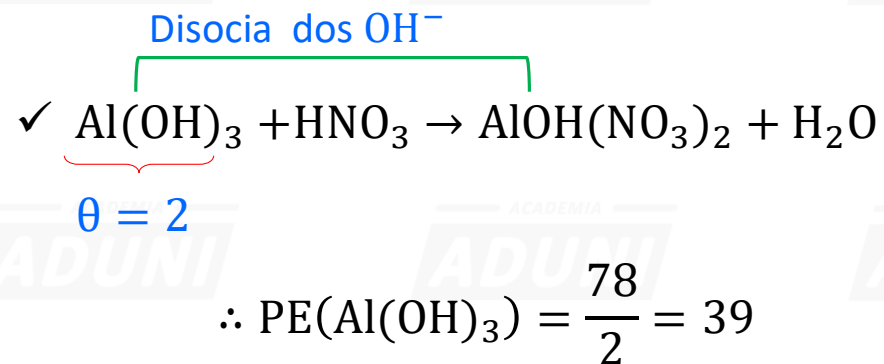 Disocia dos OH⁻
✓ Al(OH)₃ +HNO₃ → AlOH(NO₃)₂ + H₂O
θ = 2
ACADEMIA
ADUNI
ACADEMIA
ADUNI
∴ PE(Al(OH)₃) = 78/2 = 39